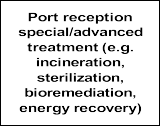 Port reception
special/advanced
treatment (e.g.
incineration,
sterilization,
bioremediation,
energy recovery)